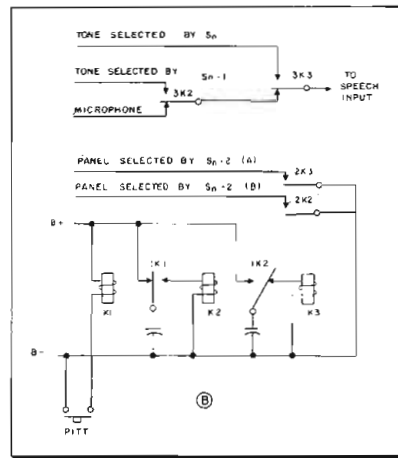 TONE SELECTED BY Sn
TONE SELECTED BY Sn-1
3K2
3K3
TO
SPEECH
INPUT
MICROPHONE
PANEL SELECTED BY Sn-2 (A)
2K3
PANEL SELECTED BY Sn-2 (B)
2K2
B+
1K1
1K2
K1
K2
K3
B-
B
PITT